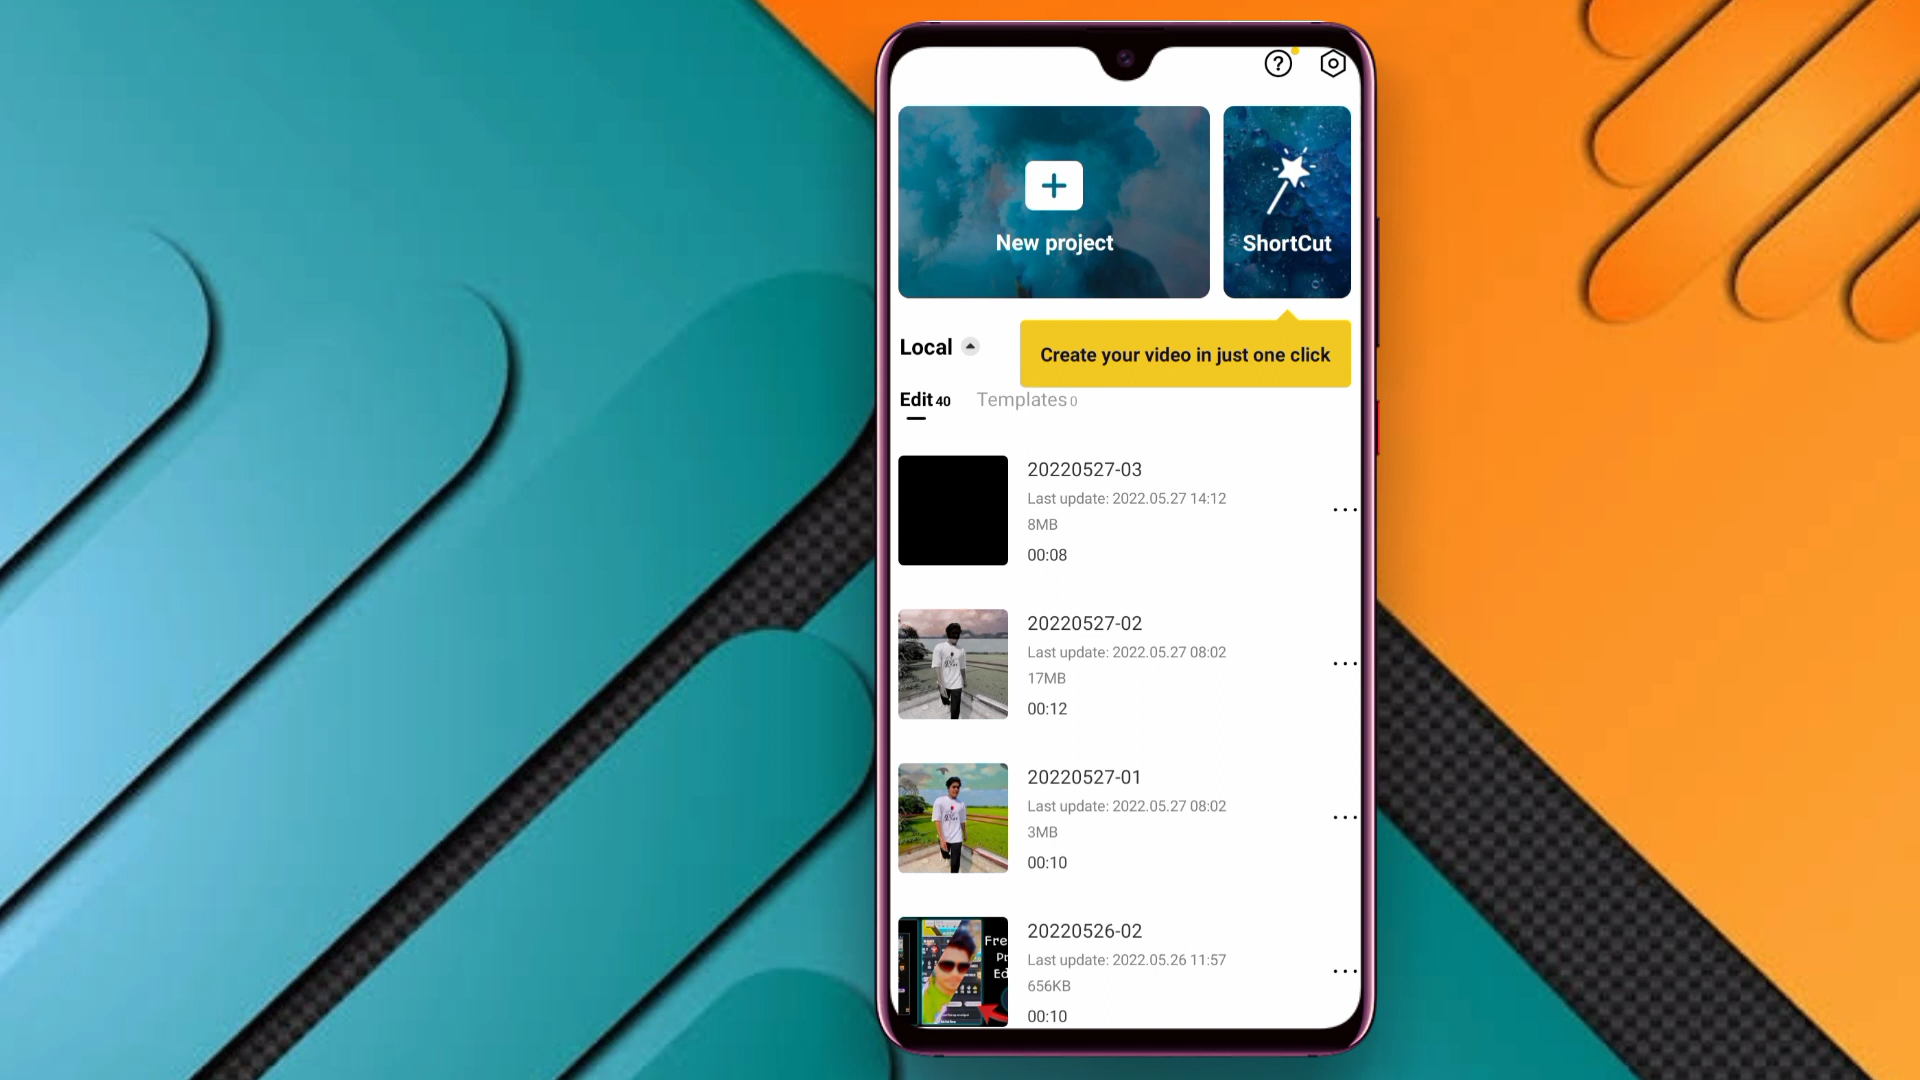 ?
New project
ShortCut
Local
Create your video in just one click
Edit 40
Templates 0
20220527-03
Last update: 2022.05.27 14:12
8MB
00:08
20220527-02
Last update: 2022.05.27 08:02
17MB
00:12
20220527-01
Last update: 2022.05.27 08:02
3MB
00:10
Fre
Pr
Ed
20220526-02
Last update: 2022.05.26 11:57
656KB
00:10